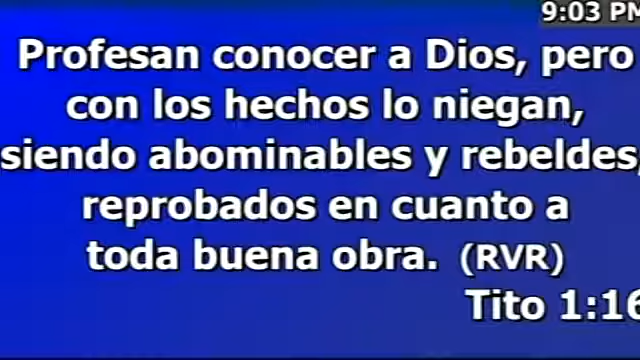 9:03 PM
Profesan conocer a Dios, pero
con los hechos lo niegan,
siendo abominables y rebeldes,
reprobados en cuanto a
toda buena obra. (RVR)
Tito 1:16